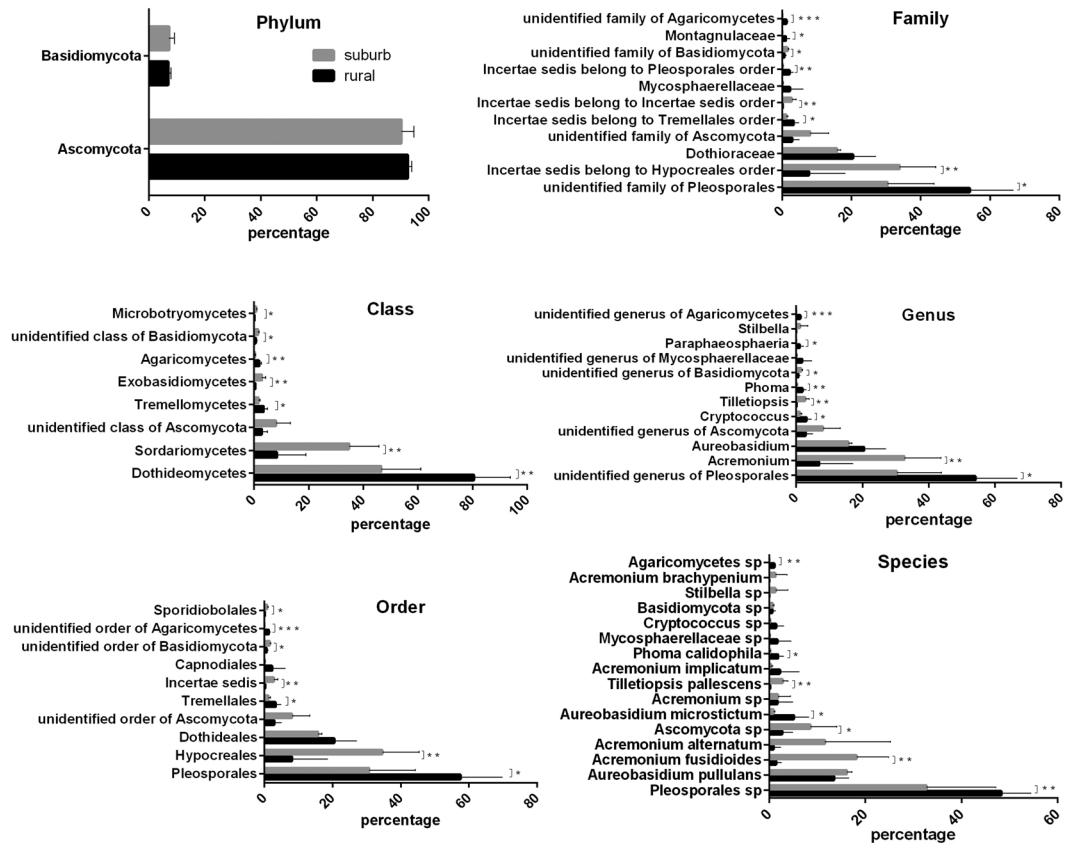 Phylum
suburb
rural
Basidiomycota
Ascomycota
0
20
40
60
80
100
percentage
Family
unidentified family of Agaricomycetes
***
Montagnulaceae
*
unidentified family of Basidiomycota
*
Incertae sedis belong to Pleosporales order
**
Mycosphaerellaceae
Incertae sedis belong to Incertae sedis order
**
Incertae sedis belong to Tremellales order
*
unidentified family of Ascomycota
Dothioraceae
Incertae sedis belong to Hypocreales order
**
unidentified family of Pleosporales
*
0
20
40
60
80
percentage
Class
Microbotryomycetes
*
unidentified class of Basidiomycota
*
Agaricomycetes
**
Exobasidiomycetes
**
Tremellomycetes
*
unidentified class of Ascomycota
Sordariomycetes
**
Dothideomycetes
**
0
20
40
60
80
100
percentage
Genus
unidentified generus of Agaricomycetes
***
Stilbella
Paraphaeosphaeria
*
unidentified generus of Mycosphaerellaceae
unidentified generus of Basidiomycota
*
Phoma
**
Tilletiopsis
**
Cryptococcus
*
unidentified generus of Ascomycota
Aureobasidium
Acremonium
**
unidentified generus of Pleosporales
*
0
20
40
60
80
percentage
Order
Sporidiobolales
*
unidentified order of Agaricomycetes
***
unidentified order of Basidiomycota
*
Capnodiales
Incertae sedis
**
Tremellales
*
unidentified order of Ascomycota
Dothideales
Hypocreales
**
Pleosporales
*
0
20
40
60
80
percentage
Species
Agaricomycetes sp
**
Acremonium brachypenium
Stilbella sp
Basidiomycota sp
Cryptococcus sp
Mycosphaerellaceae sp
Phoma calidophila
*
Acremonium implicatum
Tilletiopsis pallescens
**
Acremonium sp
Aureobasidium microstictum
*
Ascomycota sp
*
Acremonium alternatum
Acremonium fusidioides
**
Aureobasidium pullulans
Pleosporales sp
**
0
20
40
60
percentage